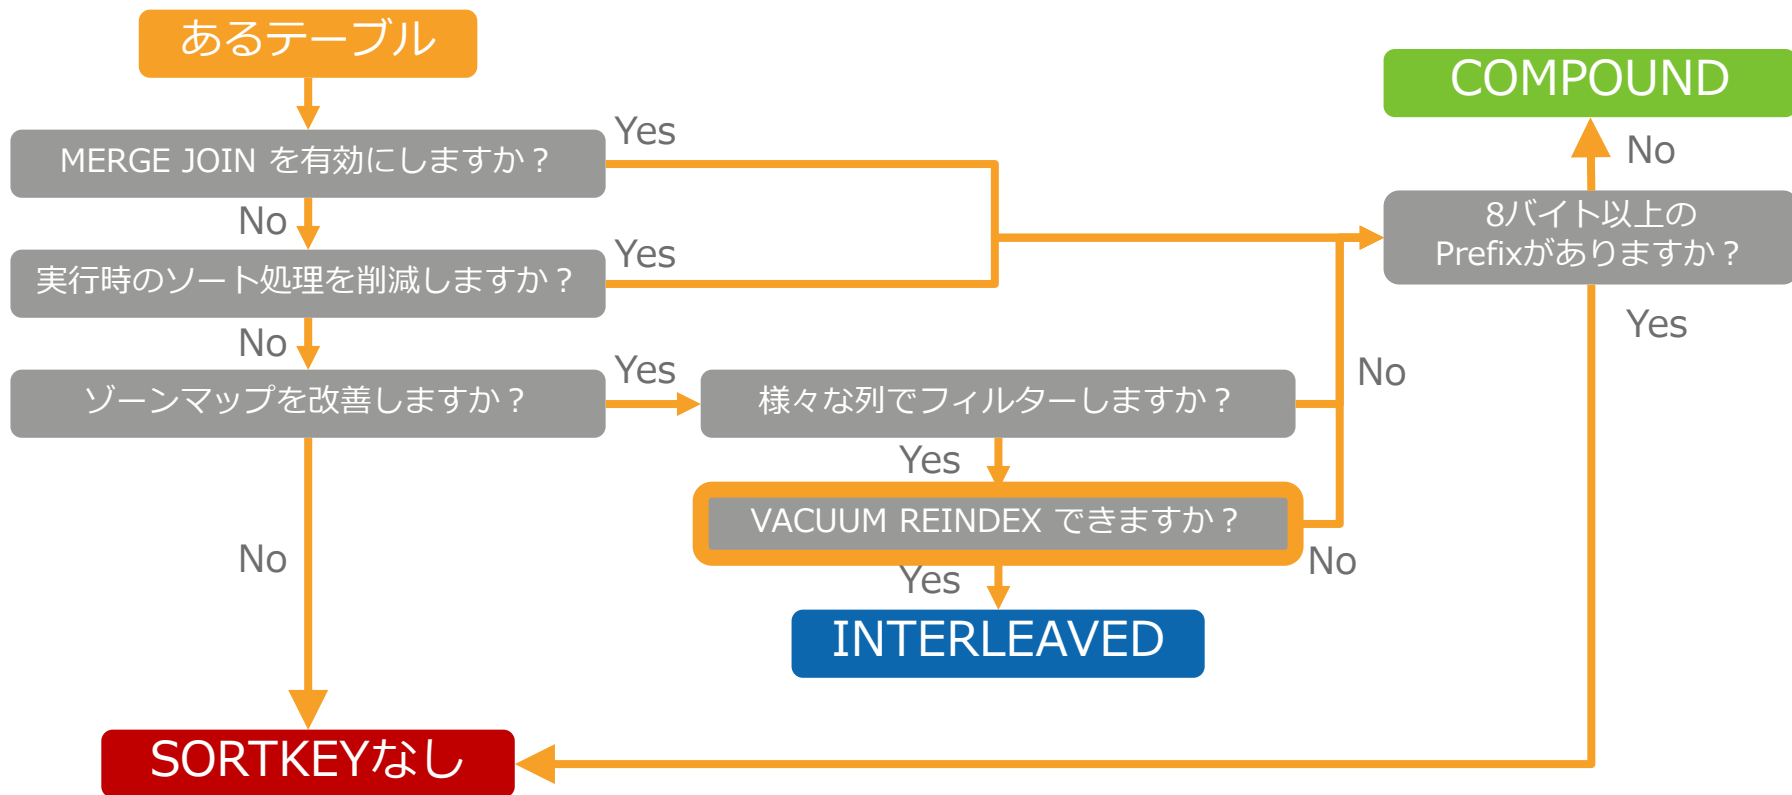 あるテーブル
COMPOUND
MERGE JOIN を有効にしますか？
Yes
No
8バイト以上の
Prefixがありますか？
No
実行時のソート処理を削減しますか？
Yes
Yes
No
ゾーンマップを改善しますか？
Yes
様々な列でフィルターしますか？
No
Yes
VACUUM REINDEX できますか？
No
No
Yes
INTERLEAVED
SORTKEYなし